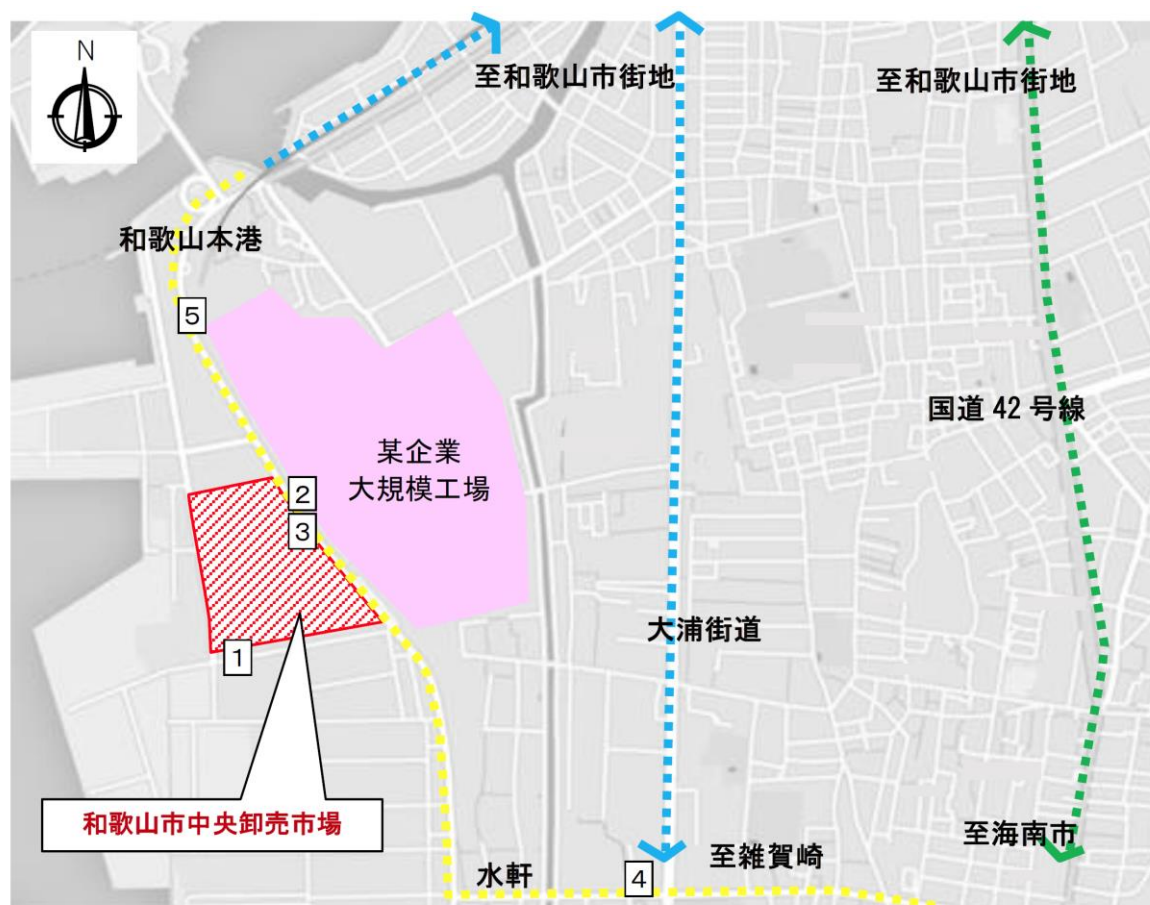 N
至和歌山市街地
至和歌山市街地
和歌山本港
5
国道 42 号線
某企業
大規模工場
2
3
大浦街道
1
和歌山市中央卸売市場
至海南市
至雑賀崎
水軒
4